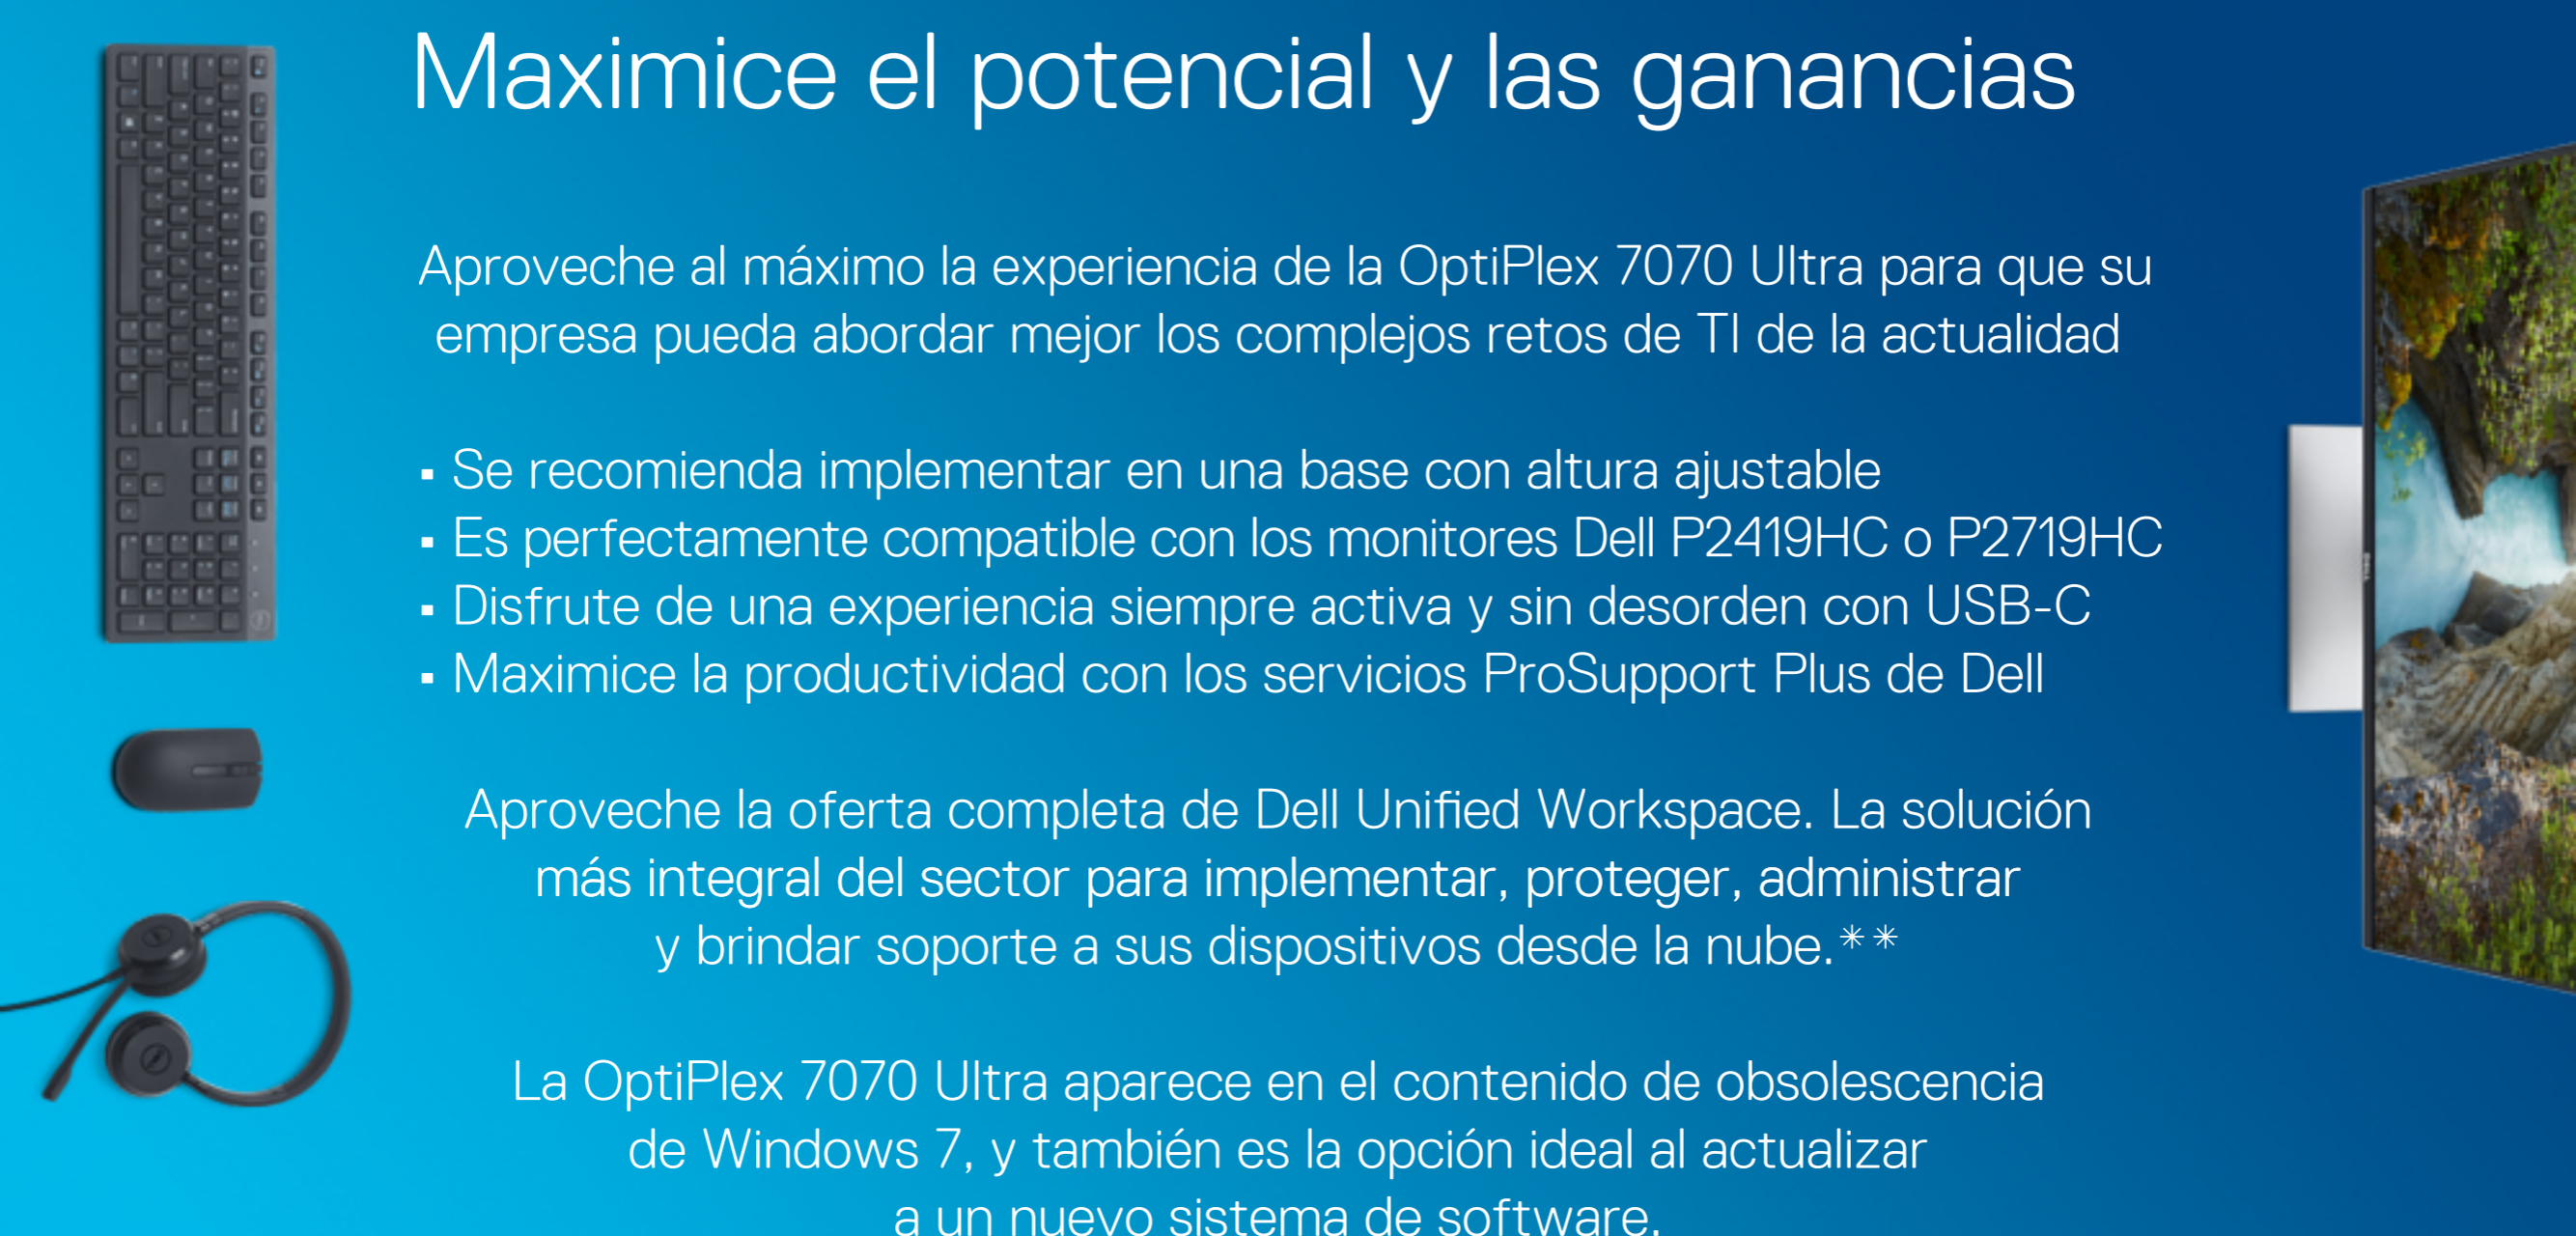 Maximice el potencial y las ganancias
Aproveche al máximo la experiencia de la OptiPlex 7070 Ultra para que su
empresa pueda abordar mejor los complejos retos de TI de la actualidad
▪ Se recomienda implementar en una base con altura ajustable
▪ Es perfectamente compatible con los monitores Dell P2419HC o P2719HC
▪ Disfrute de una experiencia siempre activa y sin desorden con USB-C
▪ Maximice la productividad con los servicios ProSupport Plus de Dell
Aproveche la oferta completa de Dell Unified Workspace. La solución
más integral del sector para implementar, proteger, administrar
y brindar soporte a sus dispositivos desde la nube.**
La OptiPlex 7070 Ultra aparece en el contenido de obsolescencia
de Windows 7, y también es la opción ideal al actualizar
a un nuevo sistema de software.